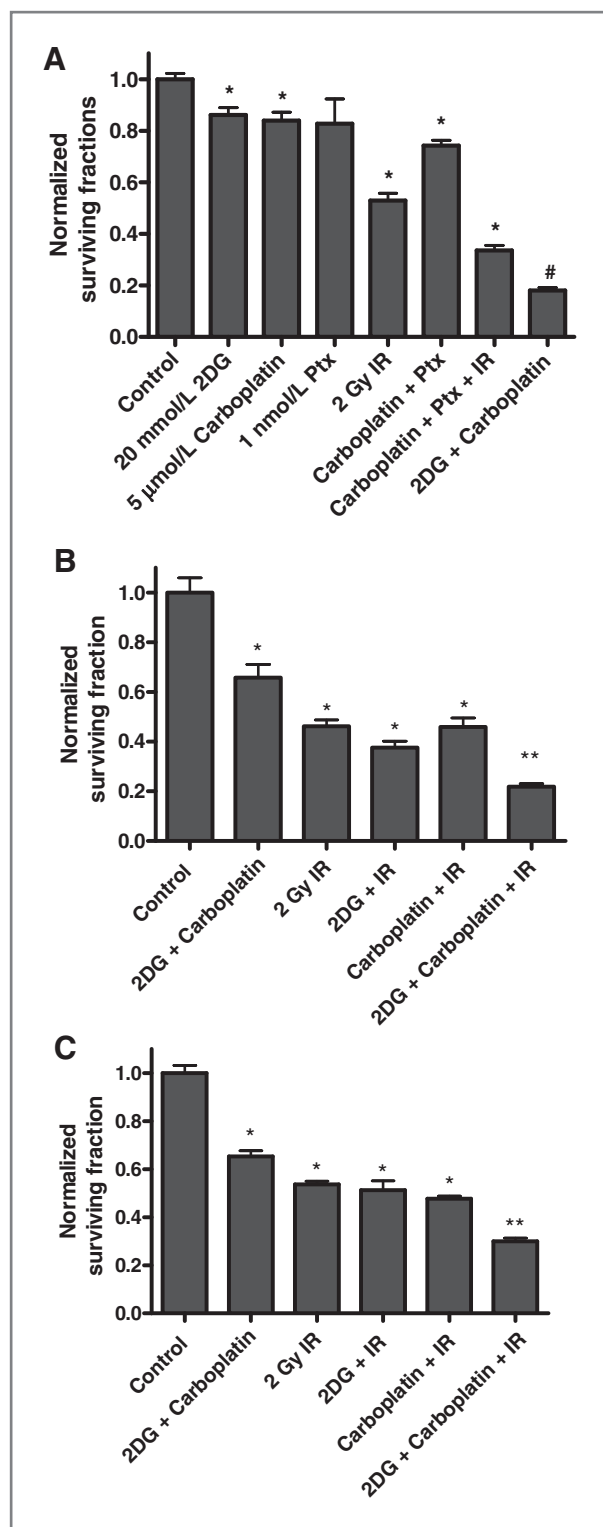 A
Normalized
surviving fractions
1.0
0.8
0.6
0.4
0.2
0.0
*
*
*
*
*
#
Control
20 mmol/L 2DG
5 μmol/L Carboplatin
1 nmol/L Ptx
2 Gy IR
Carboplatin + Ptx
Carboplatin + Ptx + IR
2DG + Carboplatin
B
Normalized
surviving fraction
1.0
0.8
0.6
0.4
0.2
0.0
*
*
*
*
**
Control
2DG + Carboplatin
2 Gy IR
2DG + IR
Carboplatin + IR
2DG + Carboplatin + IR
C
Normalized
surviving fraction
1.0
0.8
0.6
0.4
0.2
0.0
*
*
*
*
**
Control
2DG + Carboplatin
2 Gy IR
2DG + IR
Carboplatin + IR
2DG + Carboplatin + IR